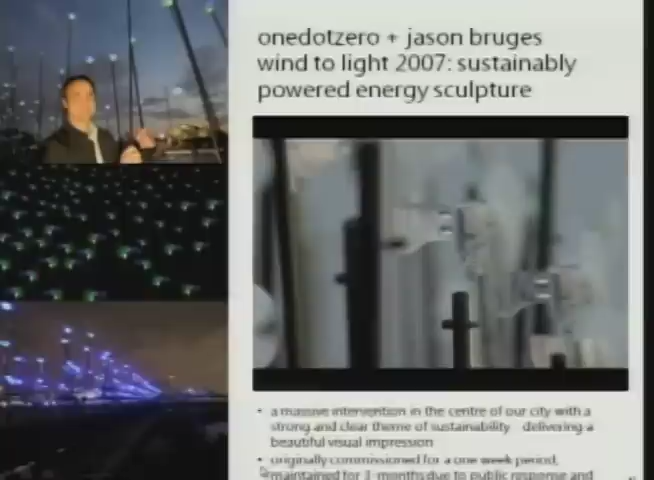 onedotzero + jason bruges
wind to light 2007: sustainably
powered energy sculpture
• a massive intervention in the centre of our city with a
strong and clear theme of sustainability delivering a
beautiful visual impression
• originally commissioned for a one week period,
maintained for 3-months due to public response and